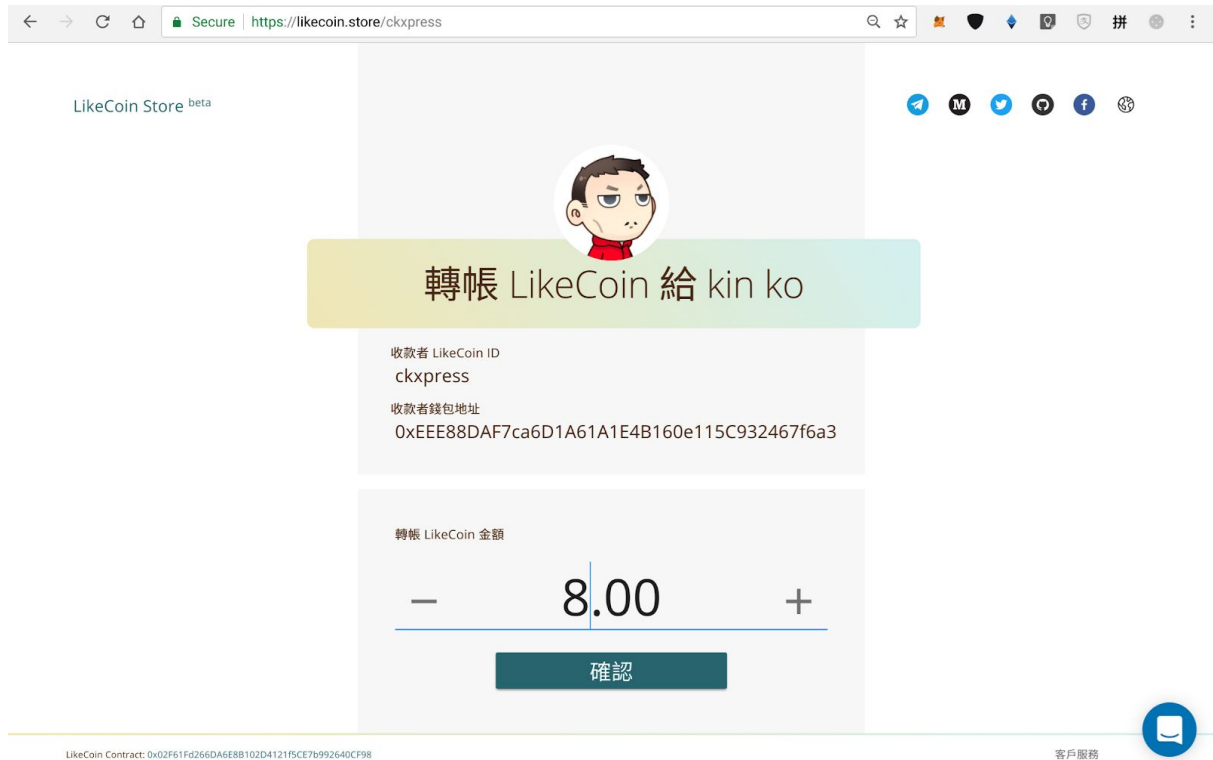 Secure https://likecoin.store/ckxpress
拼
LikeCoin Store beta
轉帳 LikeCoin 給 kin ko
收款者 LikeCoin ID
ckxpress
收款者錢包地址
0xEEE88DAF7ca6D1A61A1E4B160e115C932467f6a3
轉帳 LikeCoin 金額
8.00
確認
LikeCoin Contract: 0x02F61Fd266DA6E8B102D4121f5CE7b992640CF98
客戶服務